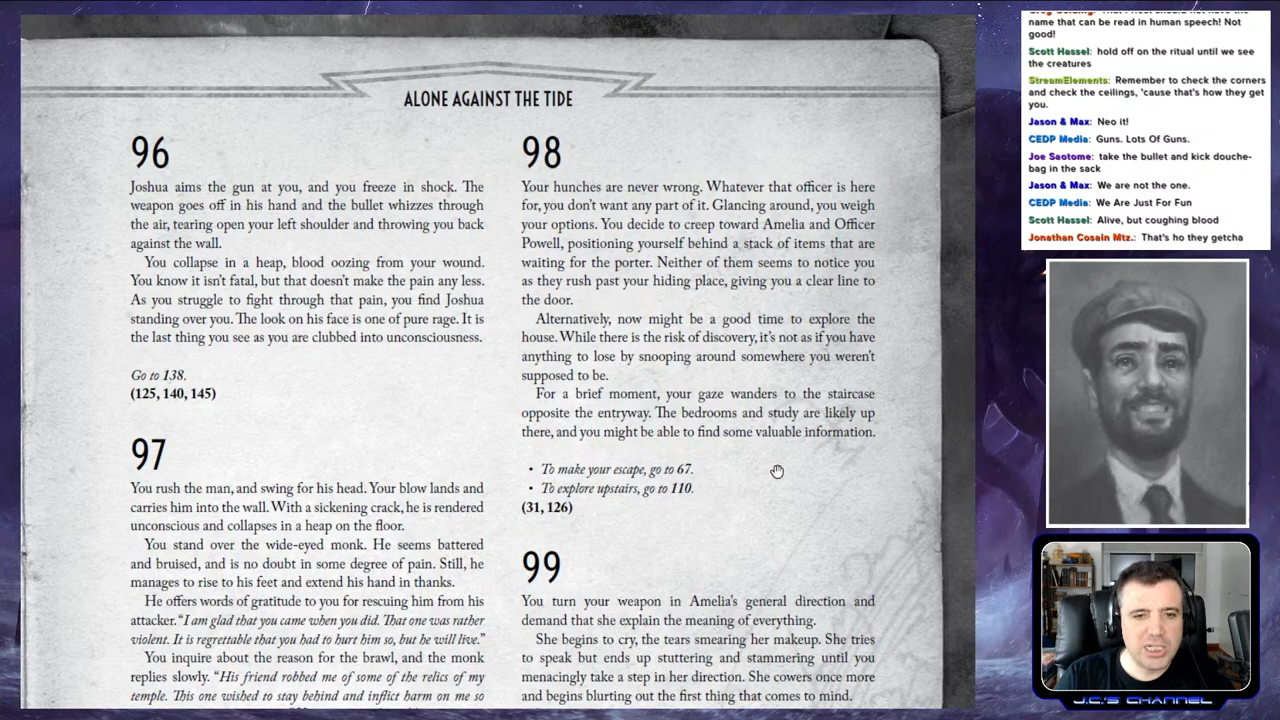 ALONE AGAINST THE TIDE
96
Joshua aims the gun at you, and you freeze in shock. The
weapon goes off in his hand and the bullet whizzes through
the air, tearing open your left shoulder and throwing you back
against the wall.
You collapse in a heap, blood oozing from your wound.
You know it isn't fatal, but that doesn't make the pain any less.
As you struggle to fight through that pain, you find Joshua
standing over you. The look on his face is one of pure rage. It is
the last thing you see as you are clubbed into unconsciousness.
Go to 138.
(125, 140, 145)
97
You rush the man, and swing for his head. Your blow lands and
carries him into the wall. With a sickening crack, he is rendered
unconscious and collapses in a heap on the floor.
You stand over the wide-eyed monk. He seems battered
and bruised, and is no doubt in some degree of pain. Still, he
manages to rise to his feet and extend his hand in thanks.
He offers words of gratitude to you for rescuing him from his
attacker. "I am glad that you came when you did. That one was rather
violent. It is regrettable that you had to hurt him so, but he will live."
You inquire about the reason for the brawl, and the monk
replies slowly. "His friend robbed me of some of the relics of my
temple. This one wished to stay behind and inflict harm on me so
98
Your hunches are never wrong. Whatever that officer is here
for, you don't want any part of it. Glancing around, you weigh
your options. You decide to creep toward Amelia and Officer
Powell, positioning yourself behind a stack of items that are
waiting for the porter. Neither of them seems to notice you
as they rush past your hiding place, giving you a clear line to
the door.
Alternatively, now might be a good time to explore the
house. While there is the risk of discovery, it's not as if you have
anything to lose by snooping around somewhere you weren't
supposed to be.
For a brief moment, your gaze wanders to the staircase
opposite the entryway. The bedrooms and study are likely up
there, and you might be able to find some valuable information.
• To make your escape, go to 67.
• To explore upstairs, go to 110.
(31, 126)
99
You turn your weapon in Amelia's general direction and
demand that she explain the meaning of everything.
She begins to cry, the tears smearing her makeup. She tries
to speak but ends up stuttering and stammering until you
menacingly take a step in her direction. She cowers once more
and begins blurting out the first thing that comes to mind.
name that can be read in human speech! Not
good!
Scott Hassel: hold off on the ritual until we see
the creatures
StreamElements: Remember to check the corners
and check the ceilings, 'cause that's how they get
you.
Jason & Max: Neo it!
CEDP Media: Guns. Lots Of Guns.
Joe Saotome: take the bullet and kick douche-
bag in the sack
Jason & Max: We are not the one.
CEDP Media: We Are Just For Fun
Scott Hassel: Alive, but coughing blood
Jonathan Cosain Mtz.: That's ho they getcha
J.C.'S CHANNEL